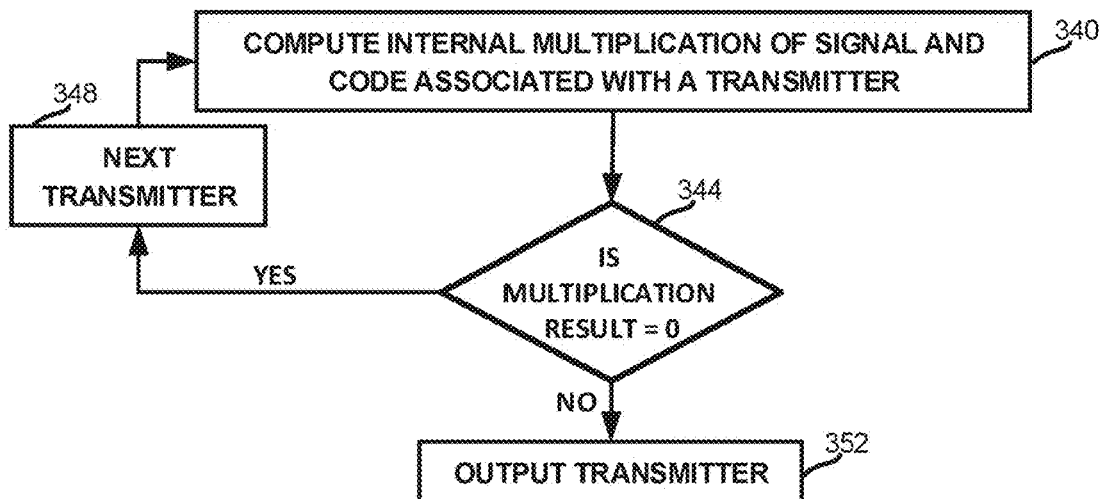 COMPUTE INTERNAL MULTIPLICATION OF SIGNAL AND
CODE ASSOCIATED WITH A TRANSMITTER
340
348
NEXT
TRANSMITTER
344
IS
MULTIPLICATION
RESULT = 0
YES
NO
352
OUTPUT TRANSMITTER